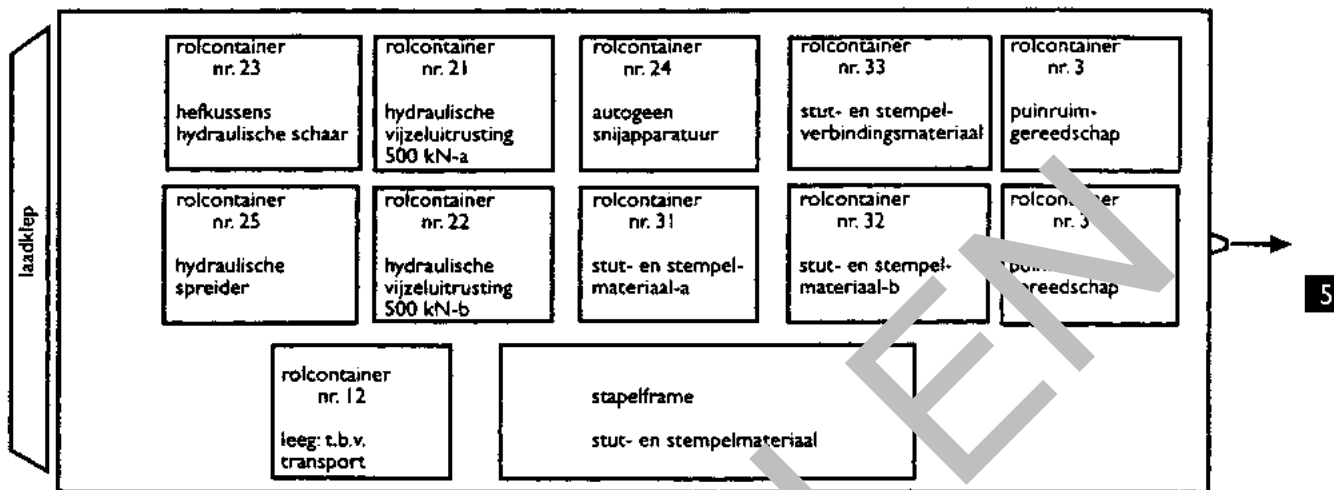 laadklep
rolcontainer
nr. 23
hefkussens
hydraulische schaar
rolcontainer
nr. 21
hydraulische
vijzeluitrusting
500 kN-a
rolcontainer
nr. 24
autogeen
snijapparatuur
rolcontainer
nr. 33
stut- en stempel-
verbindingsmateriaal
rolcontainer
nr. 3
puinruim-
gereedschap
rolcontainer
nr. 25
hydraulische
spreider
rolcontainer
nr. 22
hydraulische
vijzeluitrusting
500 kN-b
rolcontainer
nr. 31
stut- en stempel-
materiaal-a
rolcontainer
nr. 32
stut- en stempel-
materiaal-b
rolcontainer
nr. 3
5
rolcontainer
nr. 12
leeg: t.b.v.
transport
stapelframe
stut- en stempelmateriaal